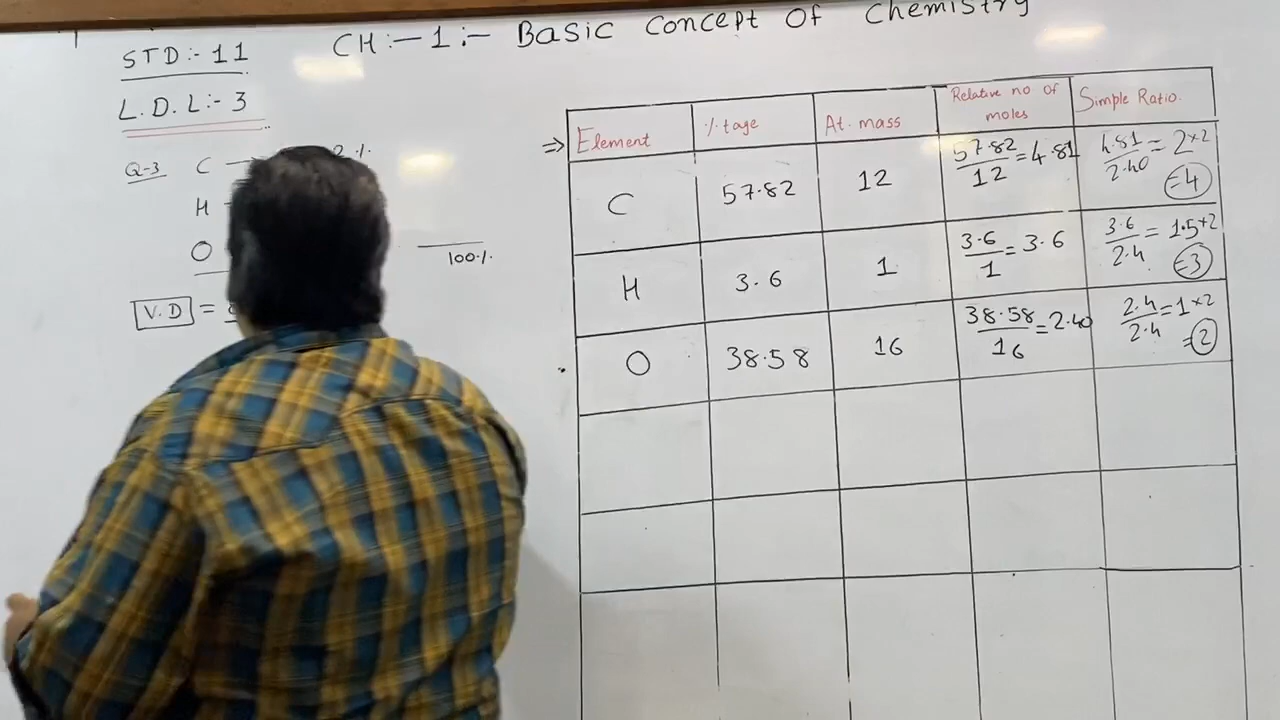 CH:-1:- Basic Concept Of Chemistry
STD:- 11
L.D.L:- 3
Q-3 C
%.
H
O
100%.
V.D =
⇒ Element %tage At. mass Relative no of moles Simple Ratio.
C 57.82 12 57.82/12 = 4.81 4.81/2.40 = 2×2 =4
H 3.6 1 3.6/1 = 3.6 3.6/2.4 = 1.5×2 =3
O 38.58 16 38.58/16 = 2.40 2.4/2.4 = 1×2 =2